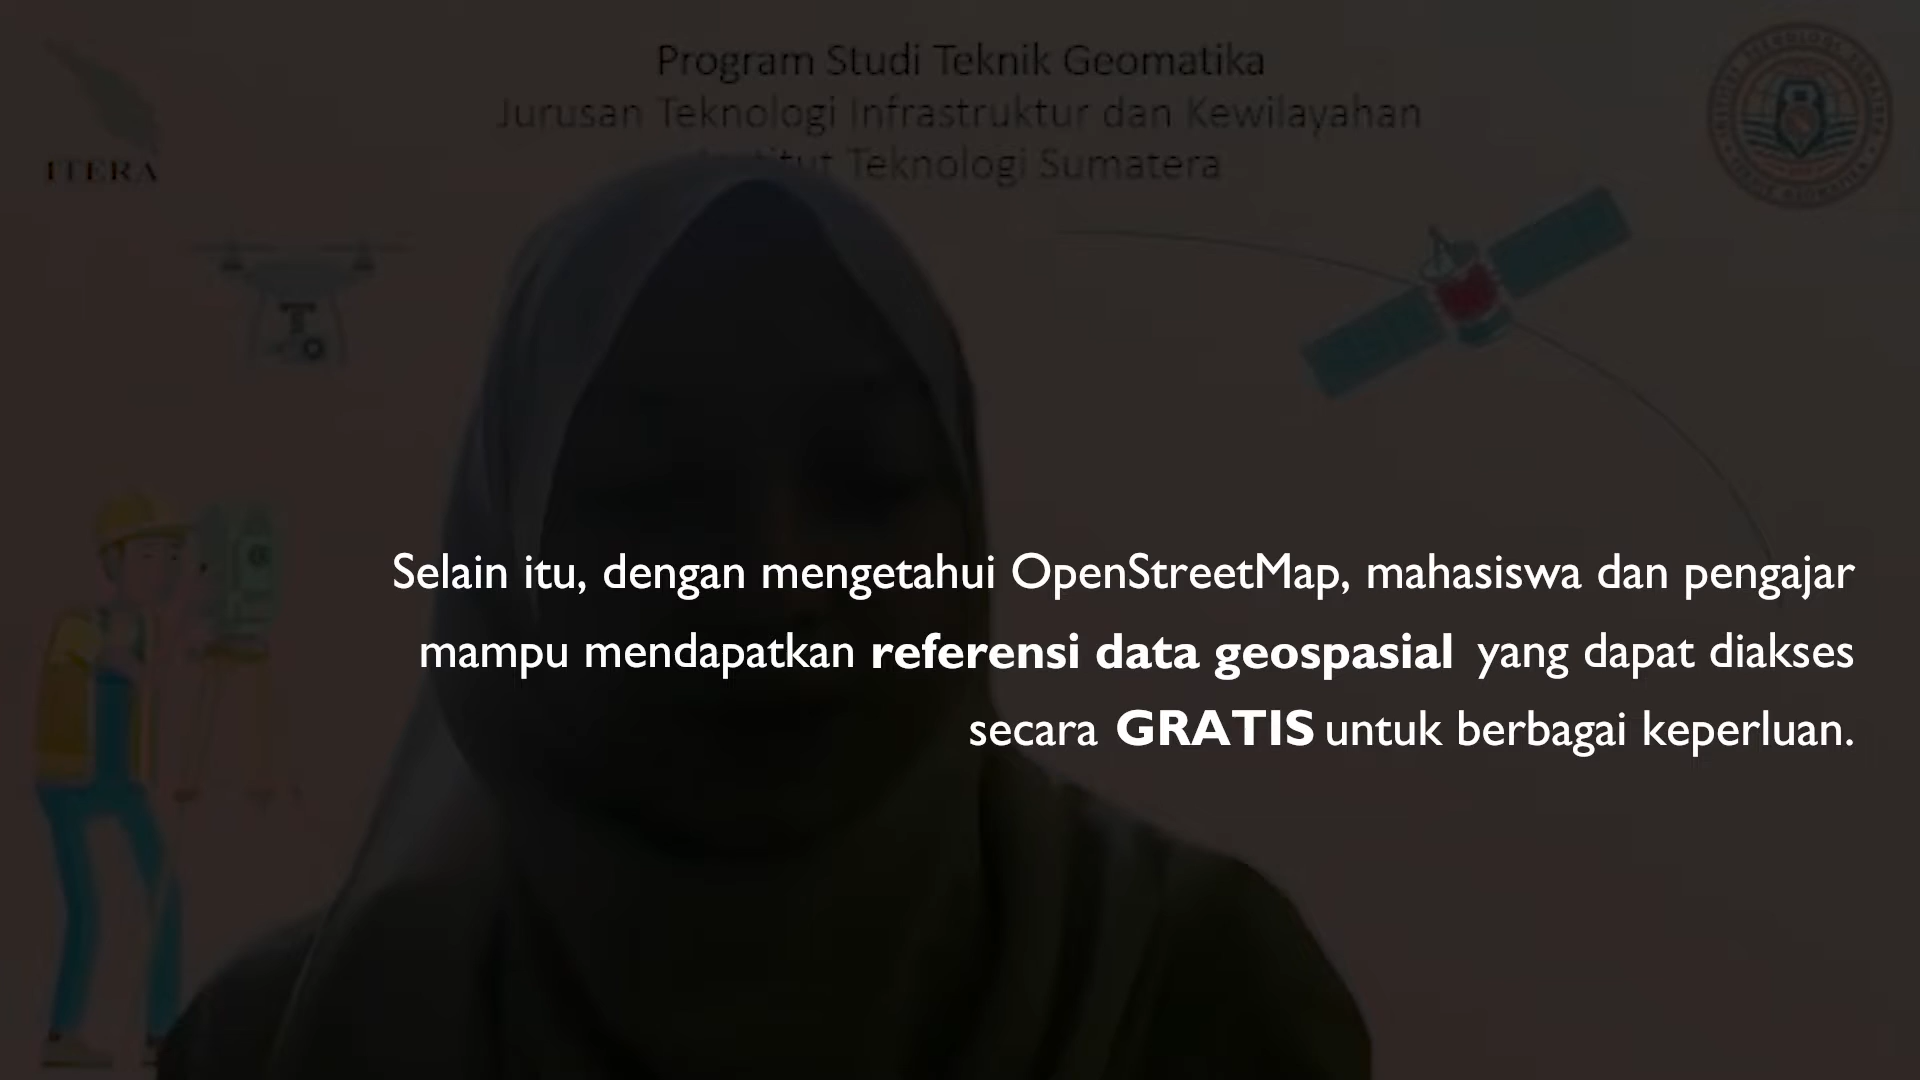 Program Studi Teknik Geomatika
Jurusan Teknologi Infrastruktur dan Kewilayahan
Teknologi Sumatera
ITERA
Selain itu, dengan mengetahui OpenStreetMap, mahasiswa dan pengajar
mampu mendapatkan referensi data geospasial yang dapat diakses
secara GRATIS untuk berbagai keperluan.